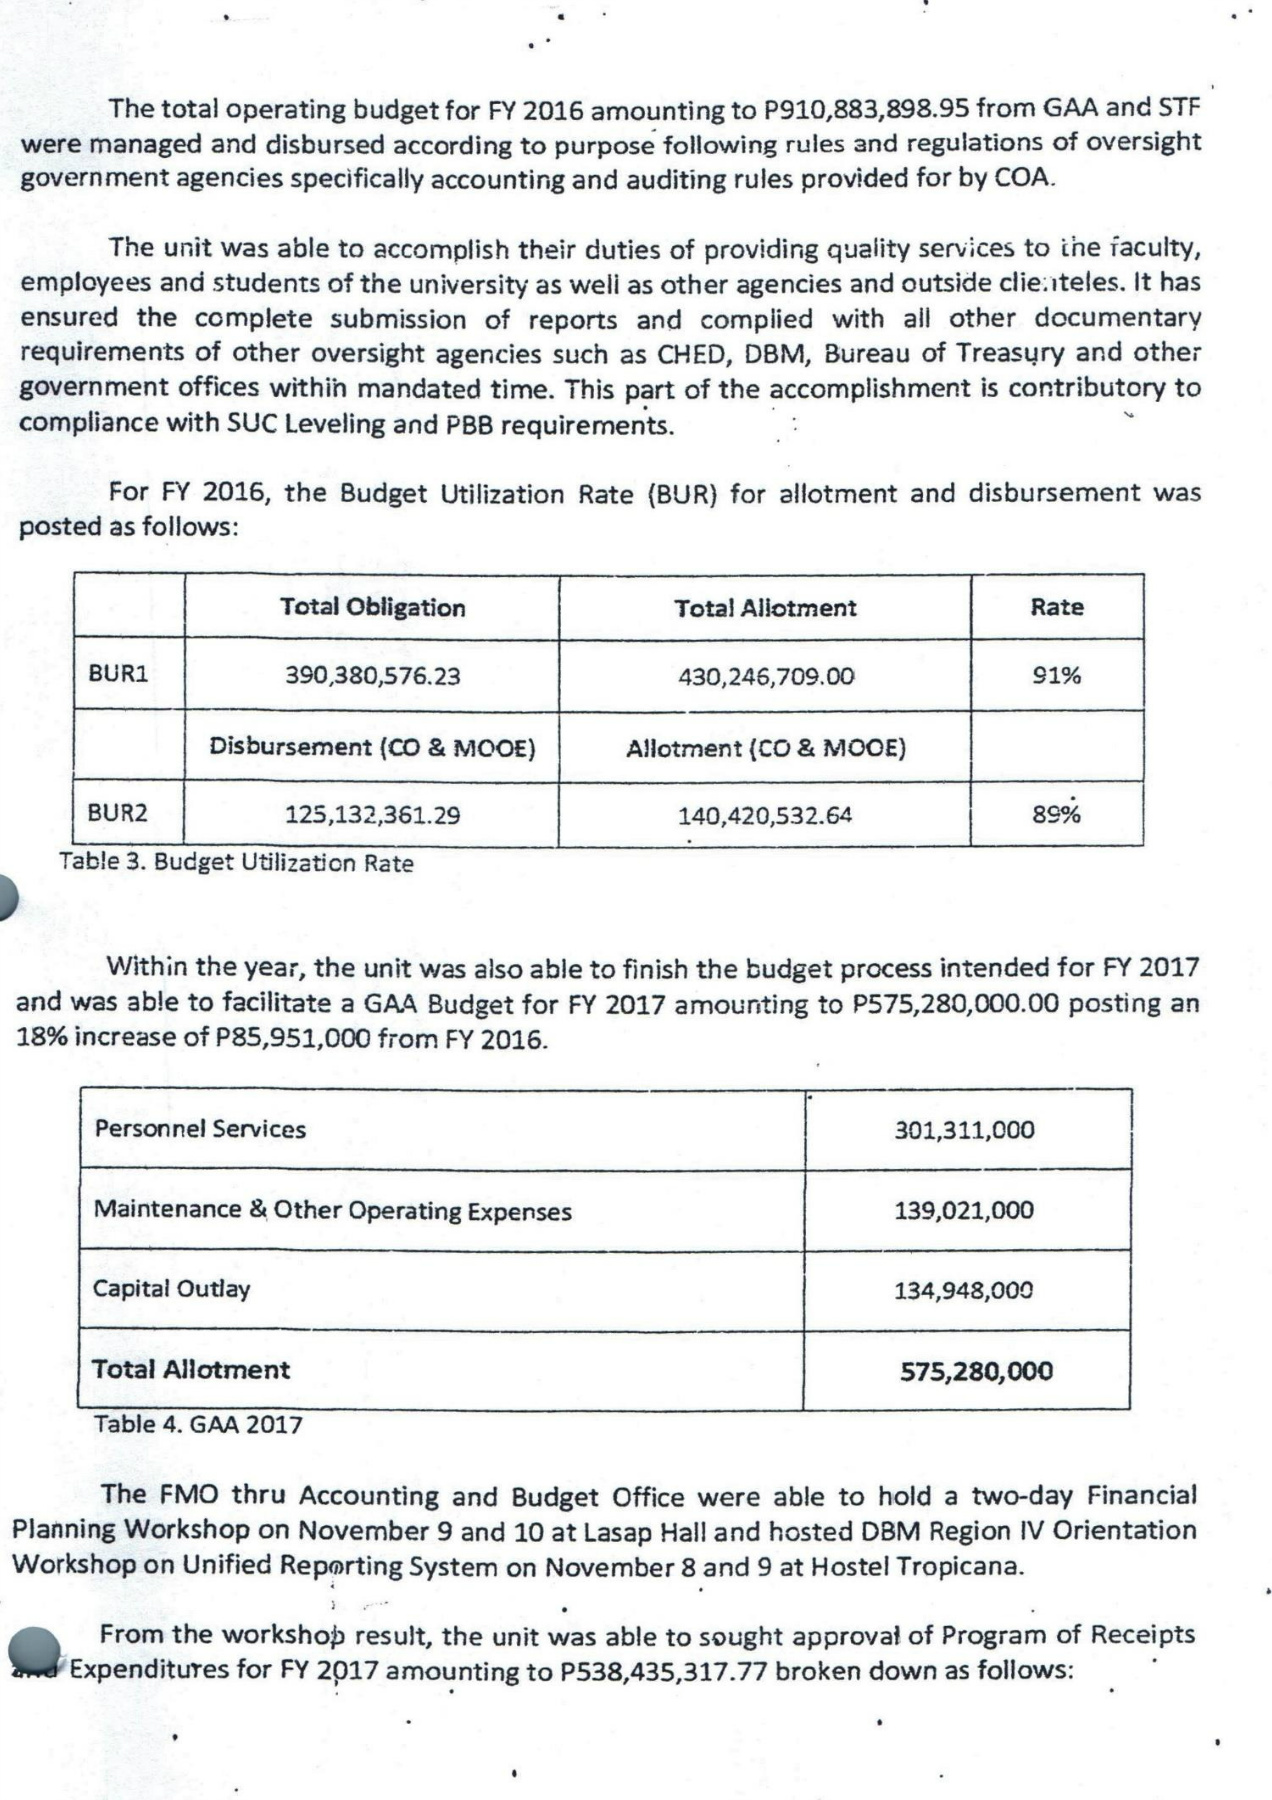 The total operating budget for FY 2016 amounting to P910,883,898.95 from GAA and STF
were managed and disbursed according to purpose following rules and regulations of oversight
government agencies specifically accounting and auditing rules provided for by COA.
The unit was able to accomplish their duties of providing quality services to the faculty,
employees and students of the university as well as other agencies and outside clienteles. It has
ensured the complete submission of reports and complied with all other documentary
requirements of other oversight agencies such as CHED, DBM, Bureau of Treasury and other
government offices within mandated time. This part of the accomplishment is contributory to
compliance with SUC Leveling and PBB requirements.
For FY 2016, the Budget Utilization Rate (BUR) for allotment and disbursement was
posted as follows:
Total Obligation Total Allotment Rate
BUR1 390,380,576.23 430,246,709.00 91%
Disbursement (CO & MOOE) Allotment (CO & MOOE)
BUR2 125,132,361.29 140,420,532.64 89%
Table 3. Budget Utilization Rate
Within the year, the unit was also able to finish the budget process intended for FY 2017
and was able to facilitate a GAA Budget for FY 2017 amounting to P575,280,000.00 posting an
18% increase of P85,951,000 from FY 2016.
Personnel Services 301,311,000
Maintenance & Other Operating Expenses 139,021,000
Capital Outlay 134,948,000
Total Allotment 575,280,000
Table 4. GAA 2017
The FMO thru Accounting and Budget Office were able to hold a two-day Financial
Planning Workshop on November 9 and 10 at Lasap Hall and hosted DBM Region IV Orientation
Workshop on Unified Reporting System on November 8 and 9 at Hostel Tropicana.
From the workshop result, the unit was able to sought approval of Program of Receipts
and Expenditures for FY 2017 amounting to P538,435,317.77 broken down as follows: